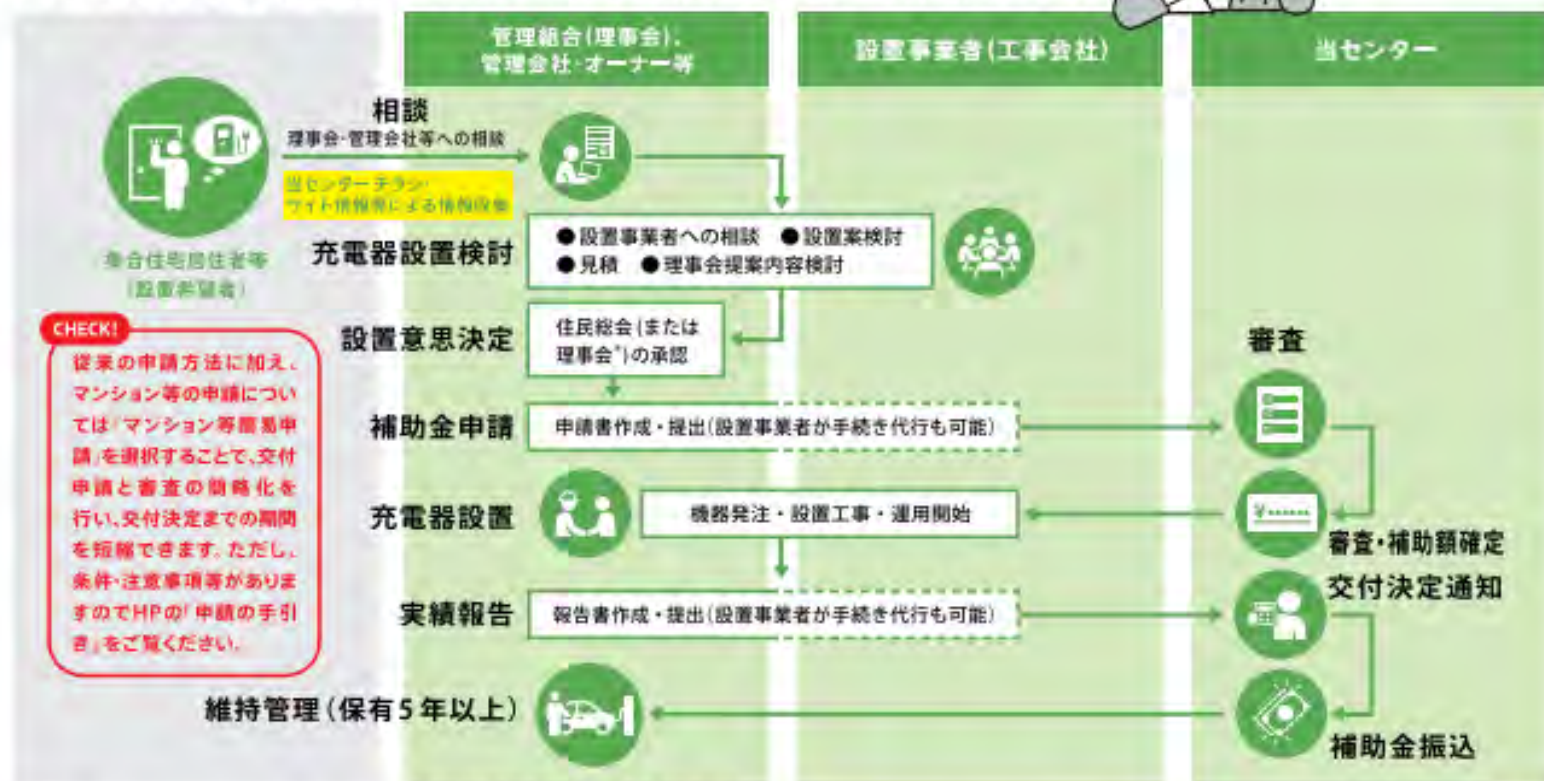 管理組合(理事会)、
管理会社・オーナー等
設置事業者(工事会社)
当センター
相談
理事会・管理会社等への相談
当センターチラシ・
サイト情報等による情報収集
集合住宅居住者等
(設置希望者)
充電器設置検討
●設置事業者への相談 ●設置案検討
●見積 ●理事会提案内容検討
設置意思決定
住民総会(または
理事会*)の承認
CHECK!
従来の申請方法に加え、
マンション等の申請につい
ては「マンション等簡易申
請」を選択することで、交付
申請と審査の簡略化を
行い、交付決定までの期間
を短縮できます。ただし、
条件・注意事項等がありま
すのでHPの「申請の手引
き」をご覧ください。
補助金申請
申請書作成・提出(設置事業者が手続き代行も可能)
審査
充電器設置
機器発注・設置工事・運用開始
審査・補助額確定
交付決定通知
実績報告
報告書作成・提出(設置事業者が手続き代行も可能)
維持管理(保有5年以上)
補助金振込